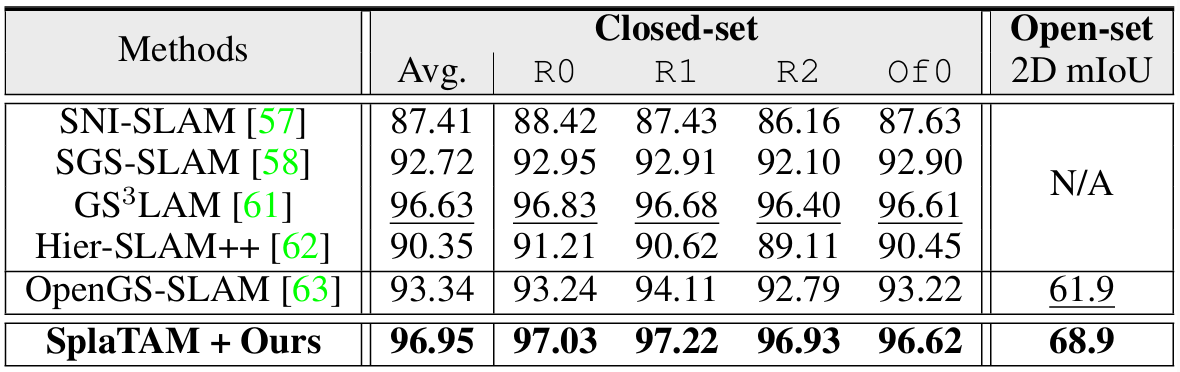 Methods Closed-set Open-set
Avg. R0 R1 R2 Of0 2D mIoU
SNI-SLAM [57] 87.41 88.42 87.43 86.16 87.63
SGS-SLAM [58] 92.72 92.95 92.91 92.10 92.90
N/A
GS³LAM [61] 96.63 96.83 96.68 96.40 96.61
Hier-SLAM++ [62] 90.35 91.21 90.62 89.11 90.45
OpenGS-SLAM [63] 93.34 93.24 94.11 92.79 93.22 61.9
SplaTAM + Ours 96.95 97.03 97.22 96.93 96.62 68.9